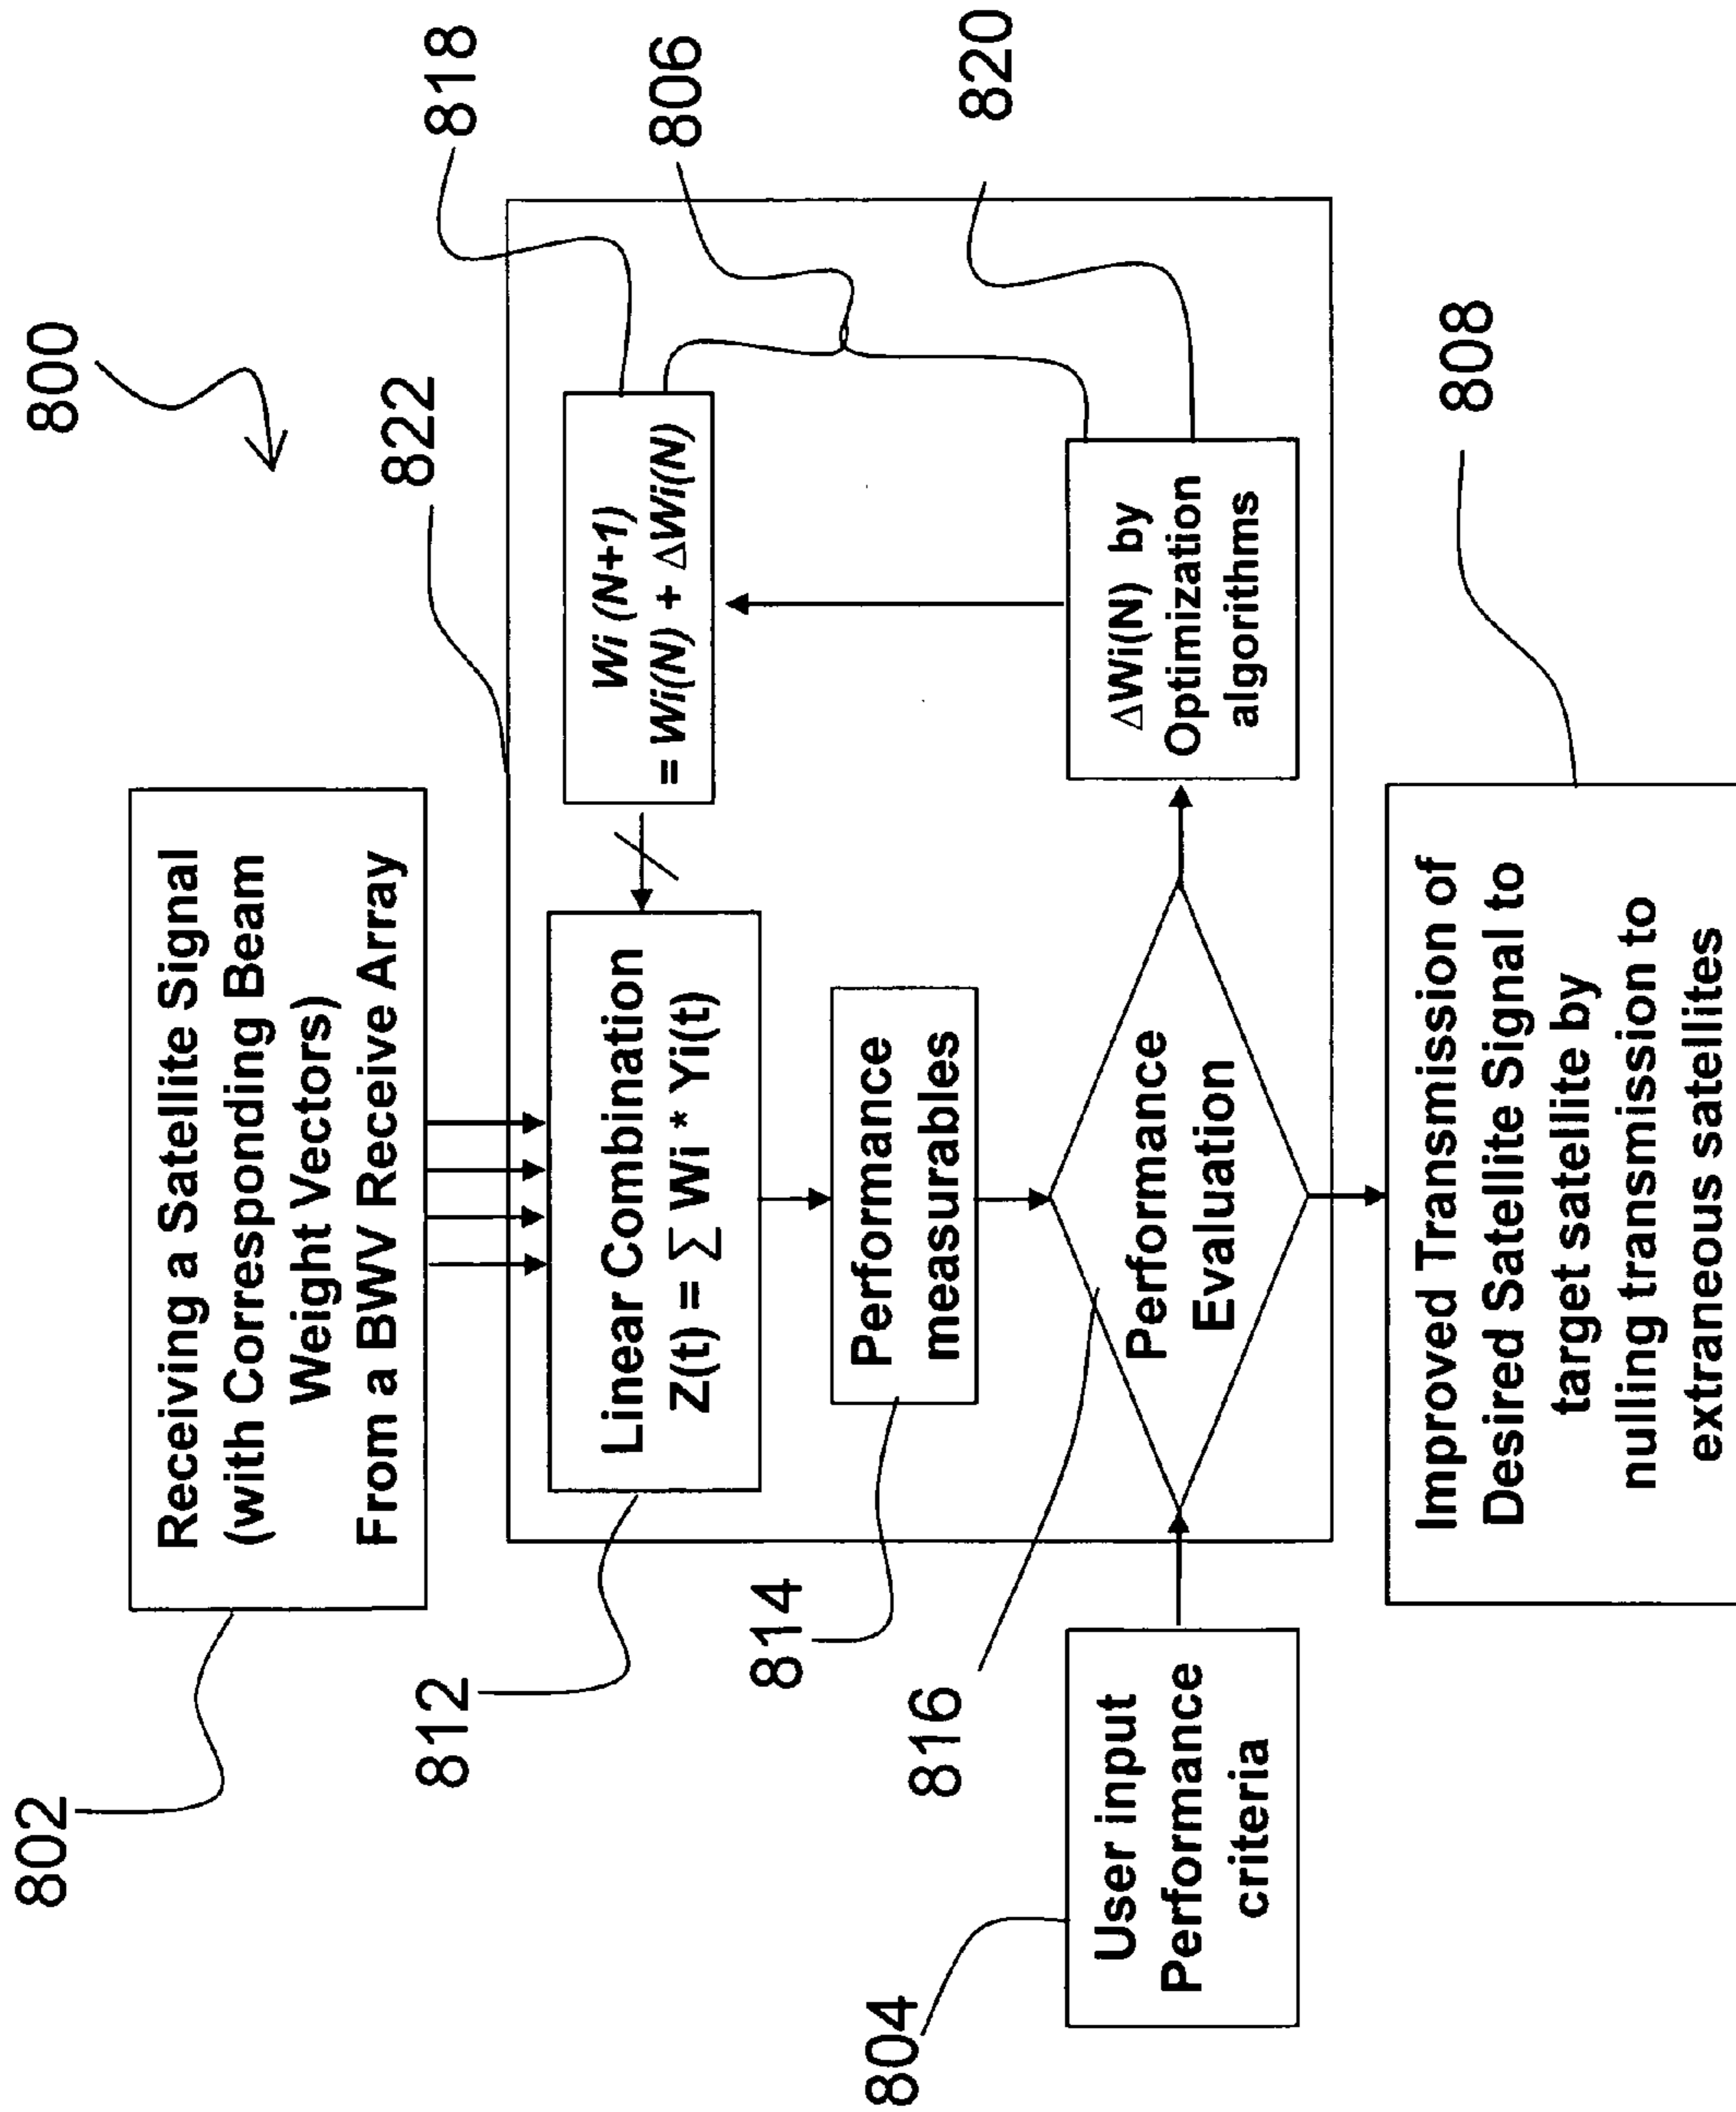 800
802
Receiving a Satellite Signal
(with Corresponding Beam
Weight Vectors)
From a BWV Receive Array
822
818
812
Linear Combination
Z(t) = ∑ Wi * Yi(t)
Wi (N+1)
= Wi(N) + ΔWi(N)
806
814
Performance
measurables
816
820
804
User input
Performance
criteria
Performance
Evaluation
ΔWi(N) by
Optimization
algorithms
808
Improved Transmission of
Desired Satellite Signal to
target satellite by
nulling transmission to
extraneous satellites